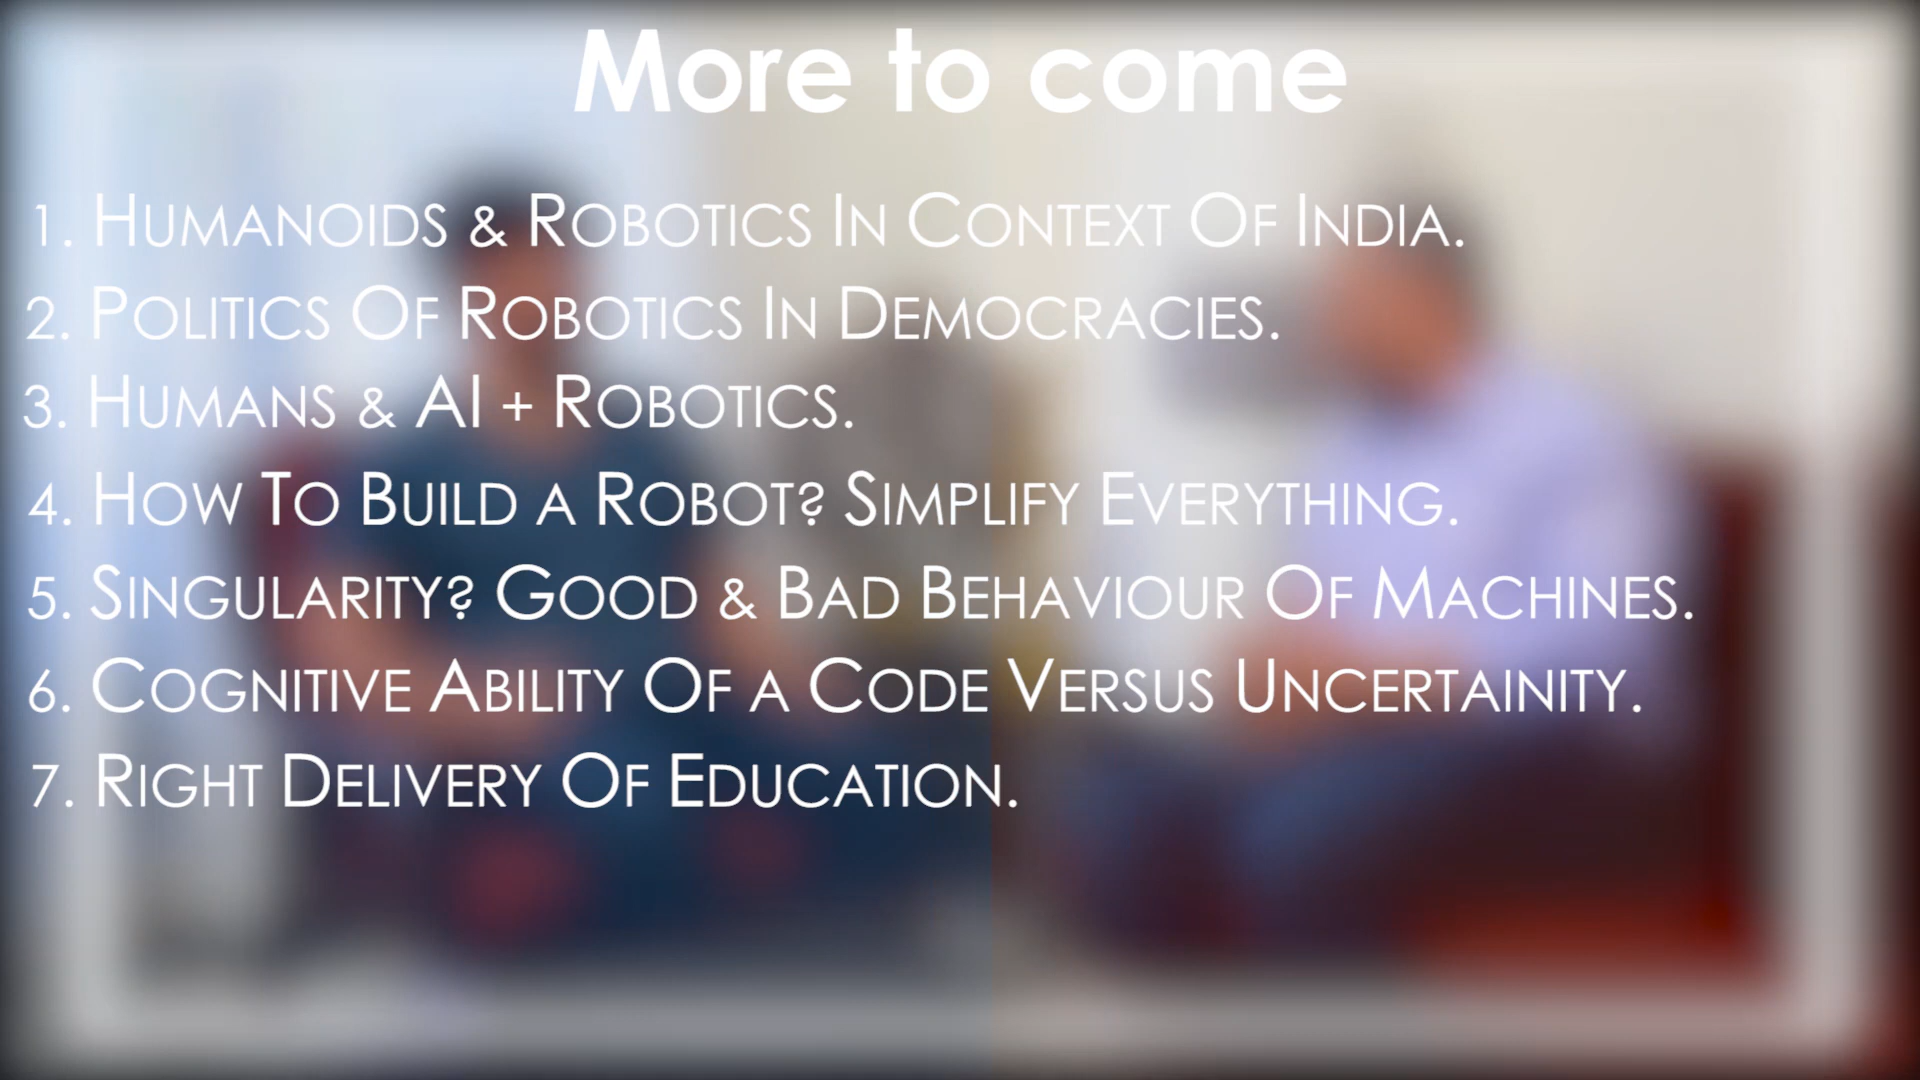 More to come
1. Humanoids & Robotics In Context Of India.
2. Politics Of Robotics In Democracies.
3. Humans & AI + Robotics.
4. How To Build a Robot? Simplify Everything.
5. Singularity? Good & Bad Behaviour Of Machines.
6. Cognitive Ability Of a Code Versus Uncertainity.
7. Right Delivery Of Education.